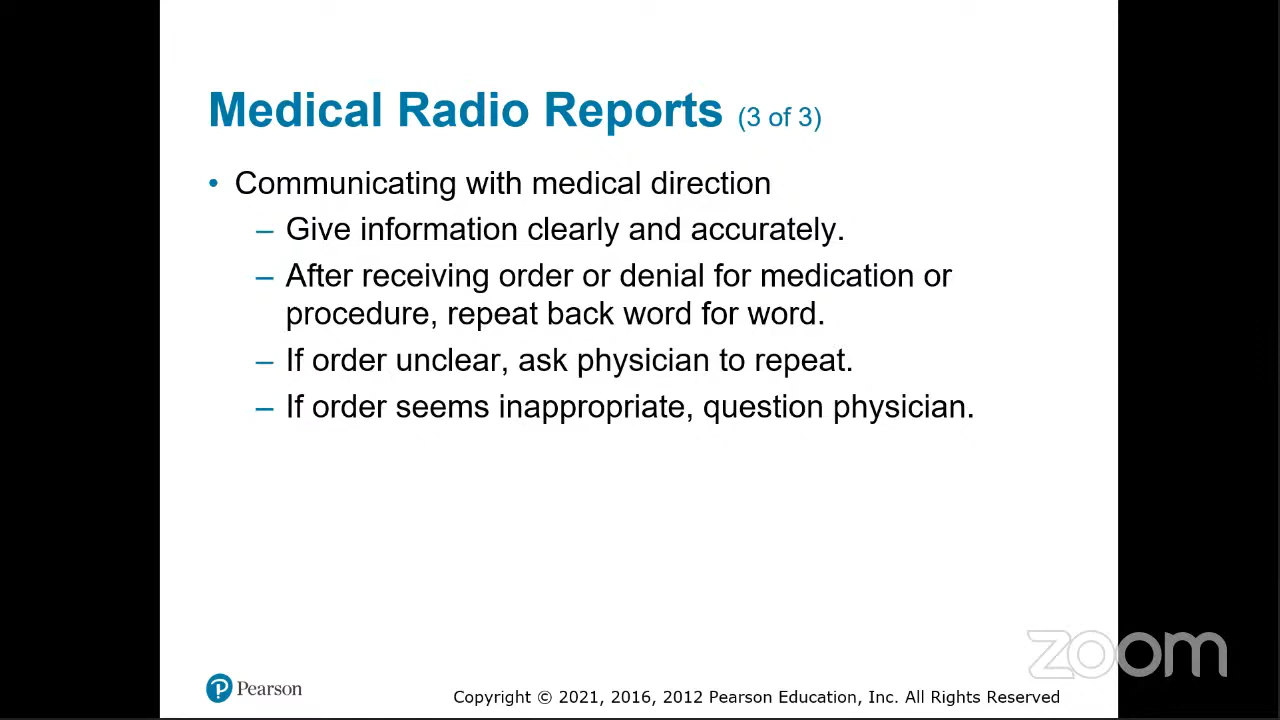 Medical Radio Reports (3 of 3)
• Communicating with medical direction
– Give information clearly and accurately.
– After receiving order or denial for medication or
procedure, repeat back word for word.
– If order unclear, ask physician to repeat.
– If order seems inappropriate, question physician.
zoom
Pearson
Copyright © 2021, 2016, 2012 Pearson Education, Inc. All Rights Reserved